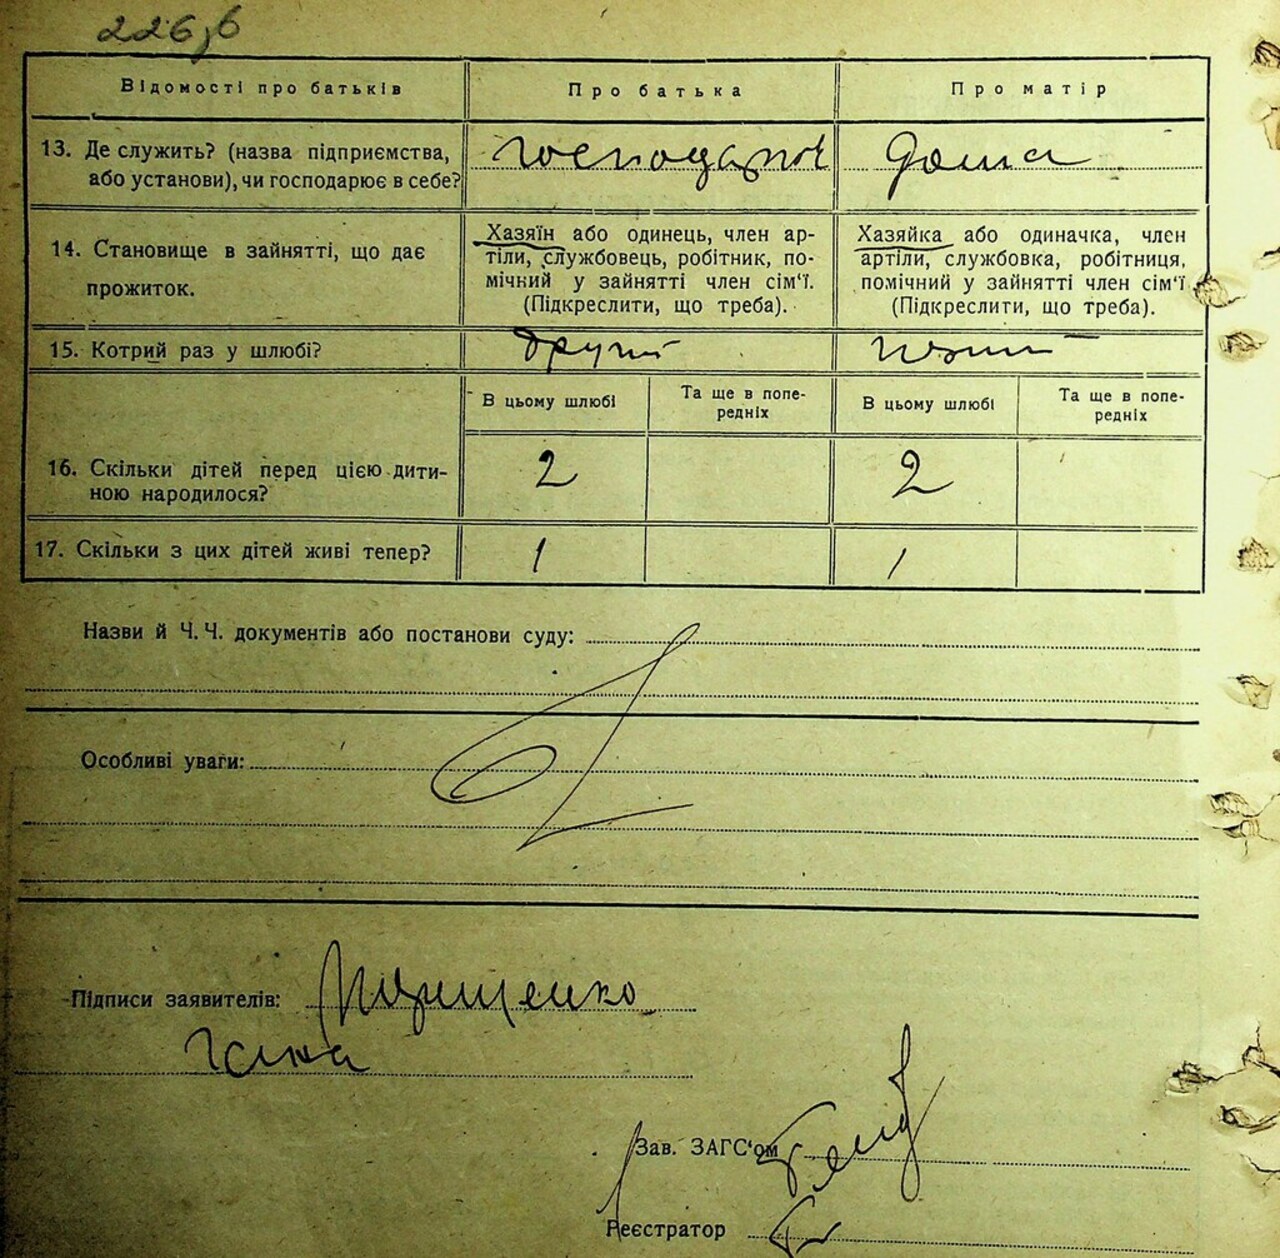 226,б
Відомості про батьків Про батька Про матір
13. Де служить? (назва підприємства, або установи), чи господарює в себе? господарює дома
14. Становище в зайнятті, що дає прожиток.
Хазяїн або одинець, член ар-
тіли, службовець, робітник, по-
мічний у зайнятті член сім'ї.
(Підкреслити, що треба).
Хазяйка або одиначка, член
артіли, службовка, робітниця,
помічний у зайнятті член сім'ї
(Підкреслити, що треба).
15. Котрий раз у шлюбі? другий
В цьому шлюбі
Та ще в попе-
редніх
В цьому шлюбі
Та ще в попе-
редніх
16. Скільки дітей перед цією дити-
ною народилося? 2 2
17. Скільки з цих дітей живі тепер? 1 1
Назви й Ч. Ч. документів або постанови суду:
Особливі уваги:
Підписи заявителів:
Зав. ЗАГС'ом
Реєстратор